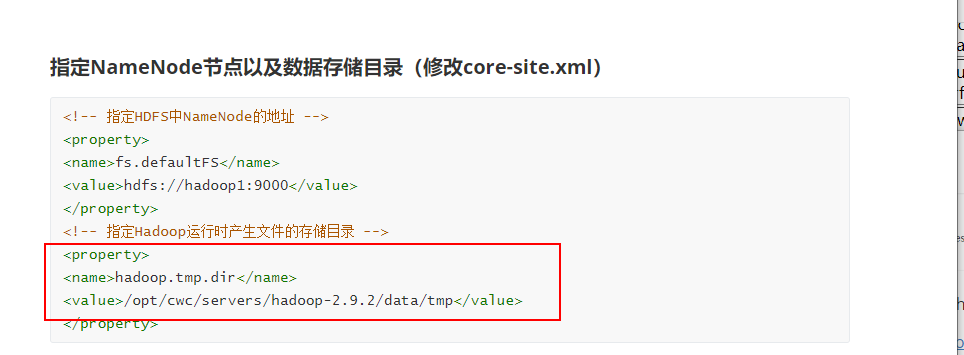 指定NameNode节点以及数据存储目录（修改core-site.xml）
<!-- 指定HDFS中NameNode的地址 -->
<property>
<name>fs.defaultFS</name>
<value>hdfs://hadoop1:9000</value>
</property>
<!-- 指定Hadoop运行时产生文件的存储目录 -->
<property>
<name>hadoop.tmp.dir</name>
<value>/opt/cwc/servers/hadoop-2.9.2/data/tmp</value>
</property>